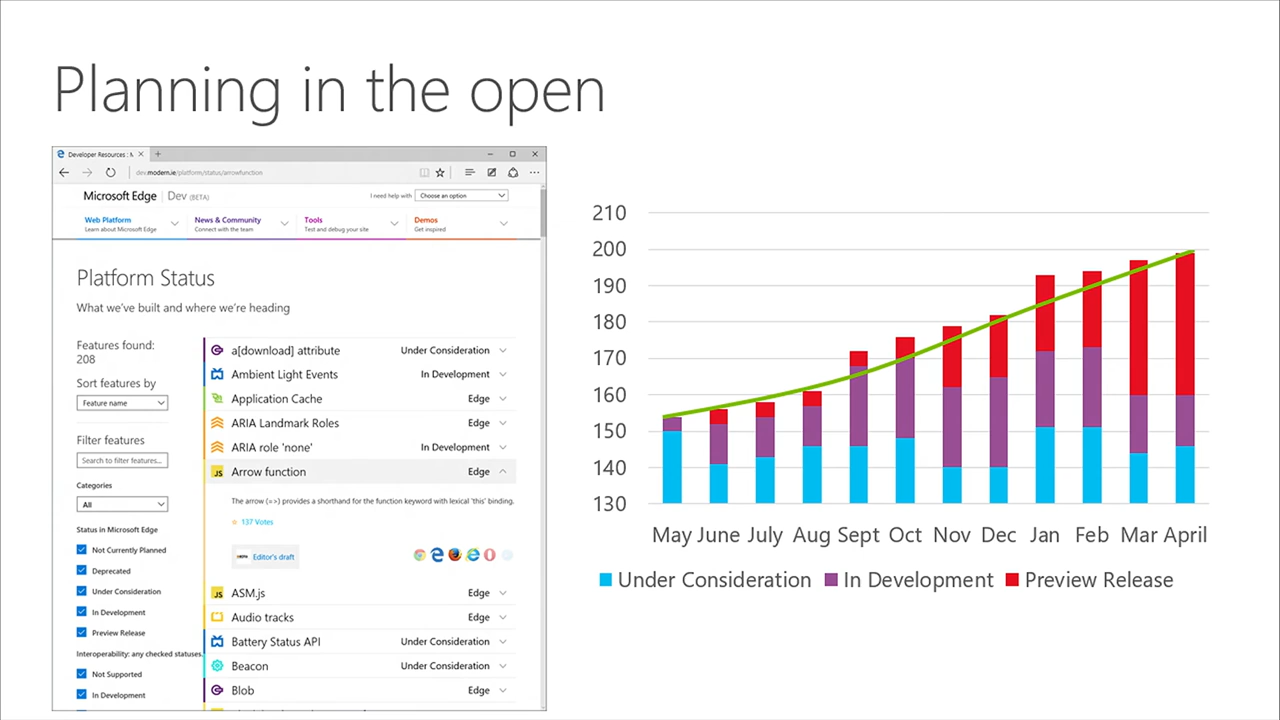 Planning in the open
Developer Resources : M
dev.modern.ie/platform/status/arrowfunction
Microsoft Edge | Dev (BETA)
I need help with Choose an option
Web Platform
Learn about Microsoft Edge
News & Community
Connect with the team
Tools
Test and debug your site
Demos
Get inspired
Platform Status
What we've built and where we're heading
Features found:
208
Sort features by
Feature name
Filter features
Search to filter features...
Categories
All
Status in Microsoft Edge
Not Currently Planned
Deprecated
Under Consideration
In Development
Preview Release
Interoperability: any checked statuses.
Not Supported
In Development
a[download] attribute Under Consideration
Ambient Light Events In Development
Application Cache Edge
ARIA Landmark Roles Edge
ARIA role 'none' In Development
JS Arrow function Edge
The arrow (=>) provides a shorthand for the function keyword with lexical 'this' binding.
137 Votes
Editor's draft
JS ASM.js Edge
Audio tracks Edge
Battery Status API Under Consideration
Beacon Under Consideration
Blob Edge
210
200
190
180
170
160
150
140
130
May June July Aug Sept Oct Nov Dec Jan Feb Mar April
Under Consideration In Development Preview Release